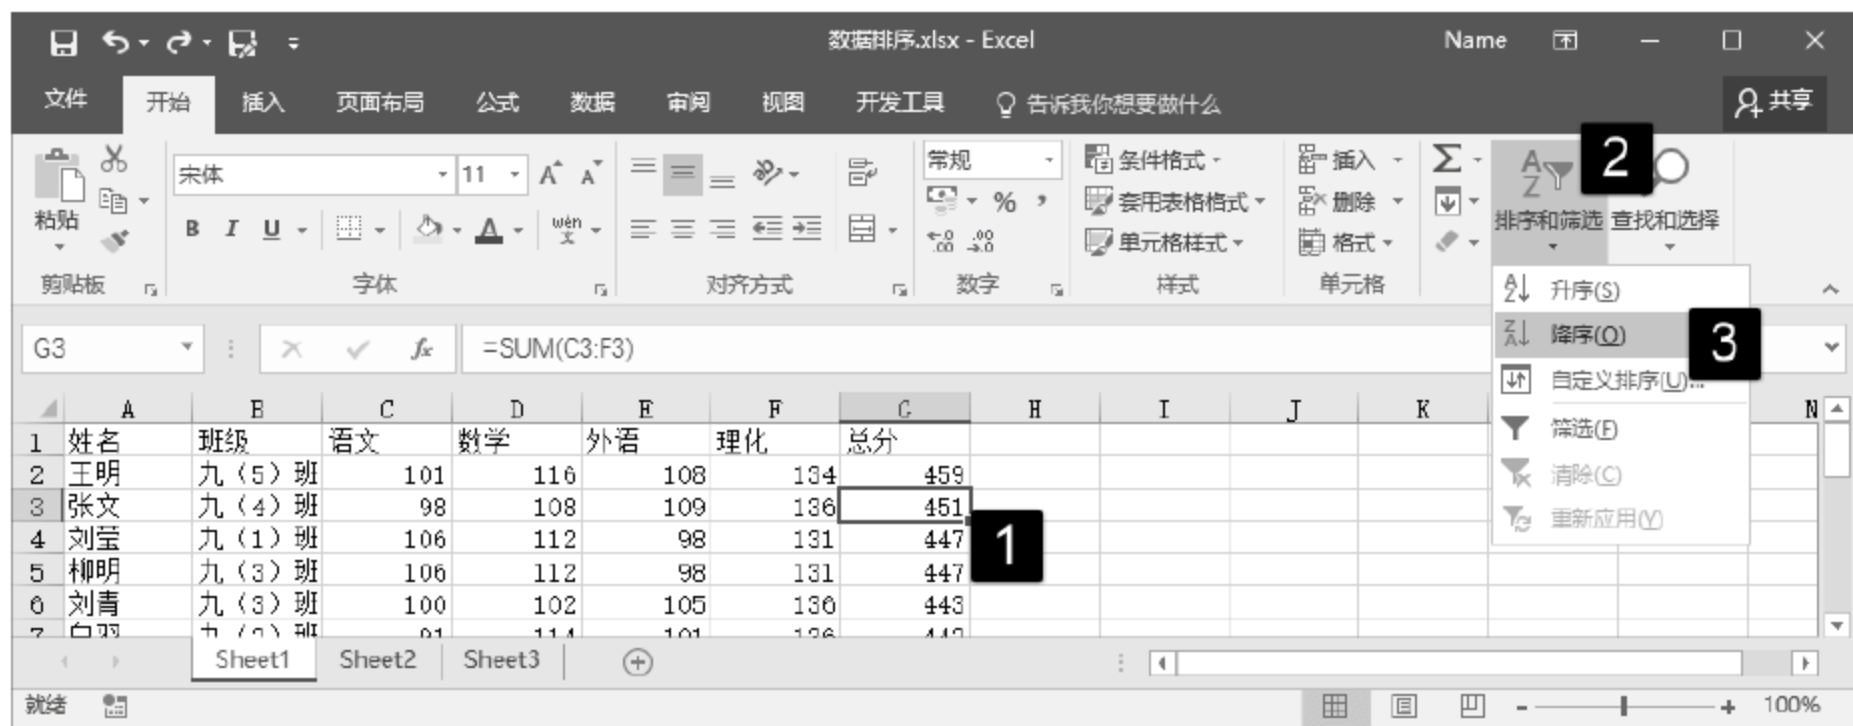 数据排序.xlsx - Excel
Name
文件 开始 插入 页面布局 公式 数据 审阅 视图 开发工具 告诉我你想要做什么 共享
宋体 11 常规 条件格式 插入
粘贴 B I U A wén 文 % 套用表格格式 删除 排序和筛选 查找和选择
单元格样式 格式
剪贴板 字体 对齐方式 数字 样式 单元格
2
升序(S)
降序(O)
3
自定义排序(U)...
筛选(F)
清除(C)
重新应用(Y)
G3 fx =SUM(C3:F3)
A B C D E F G H I J K N
1 姓名 班级 语文 数学 外语 理化 总分
2 王明 九（5）班 101 116 108 134 459
3 张文 九（4）班 98 108 109 136 451
4 刘莹 九（1）班 106 112 98 131 447
5 柳明 九（3）班 106 112 98 131 447
6 刘青 九（3）班 100 102 105 136 443
1
Sheet1 Sheet2 Sheet3
就绪 100%